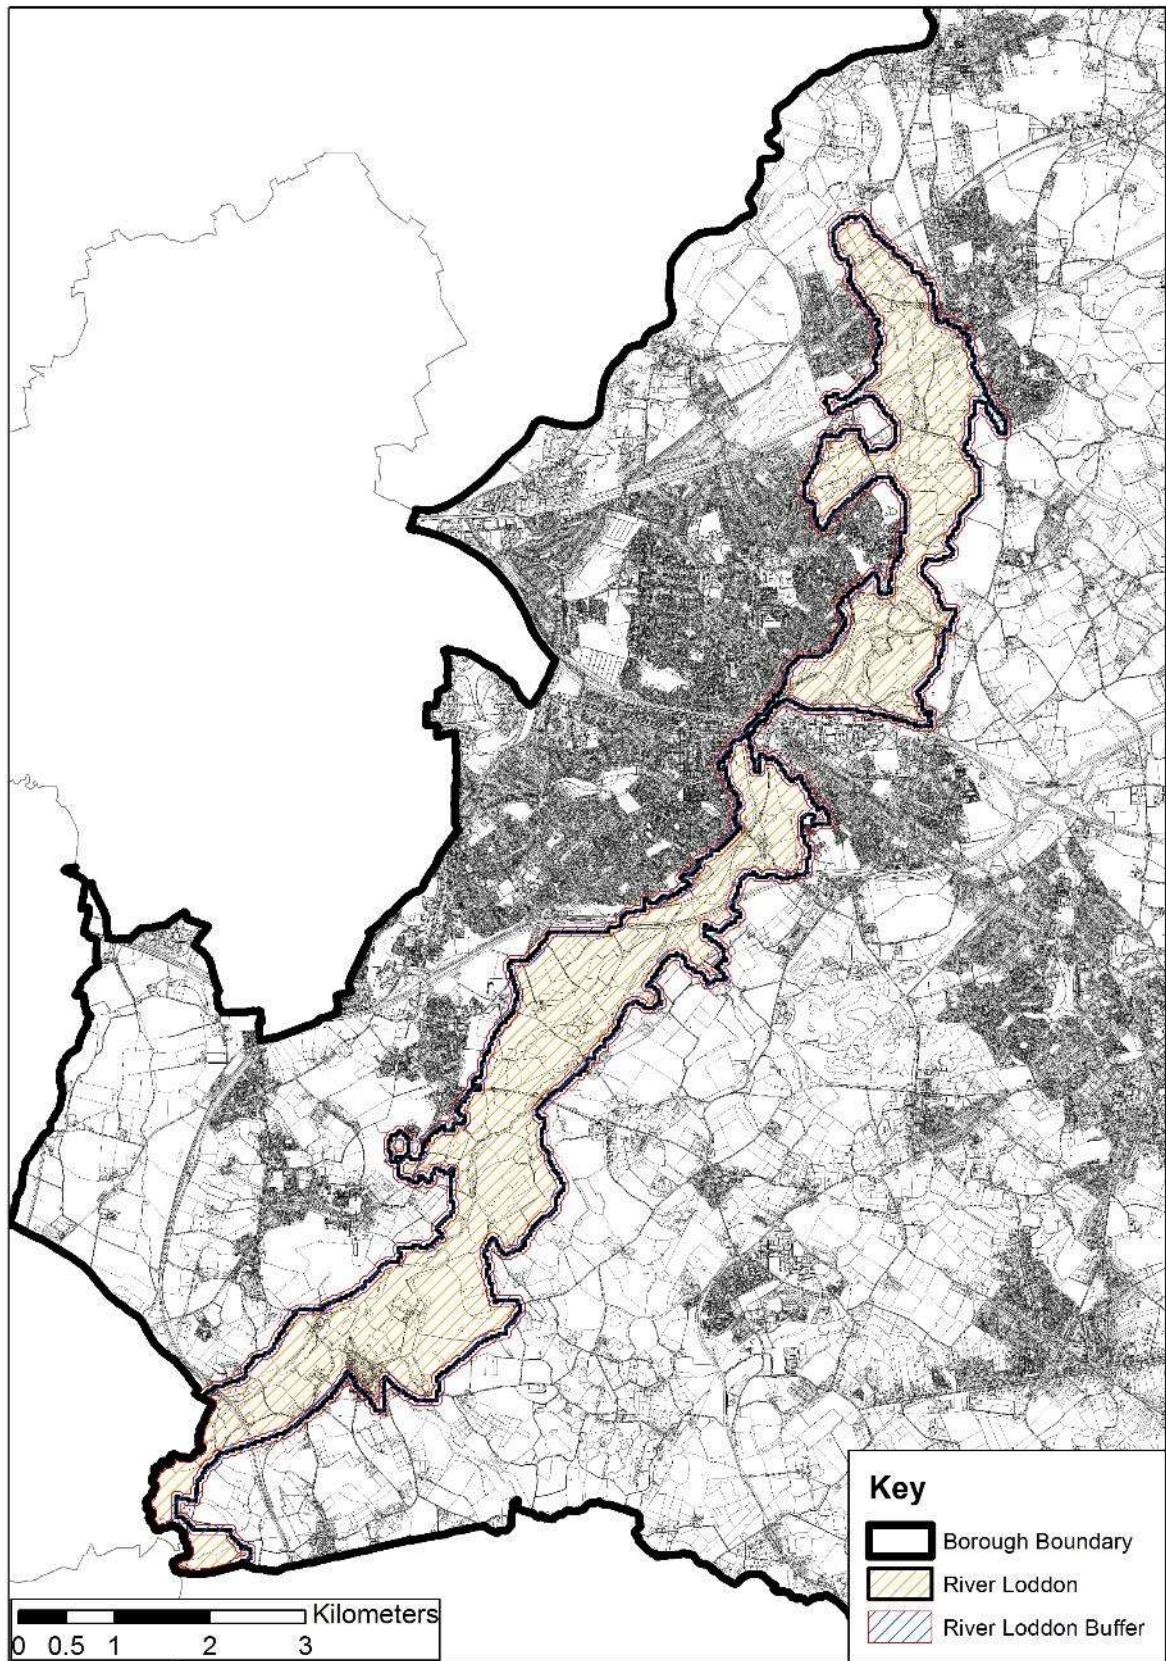 Key
Borough Boundary
River Loddon
River Loddon Buffer
Kilometers
0 0.5 1 2 3